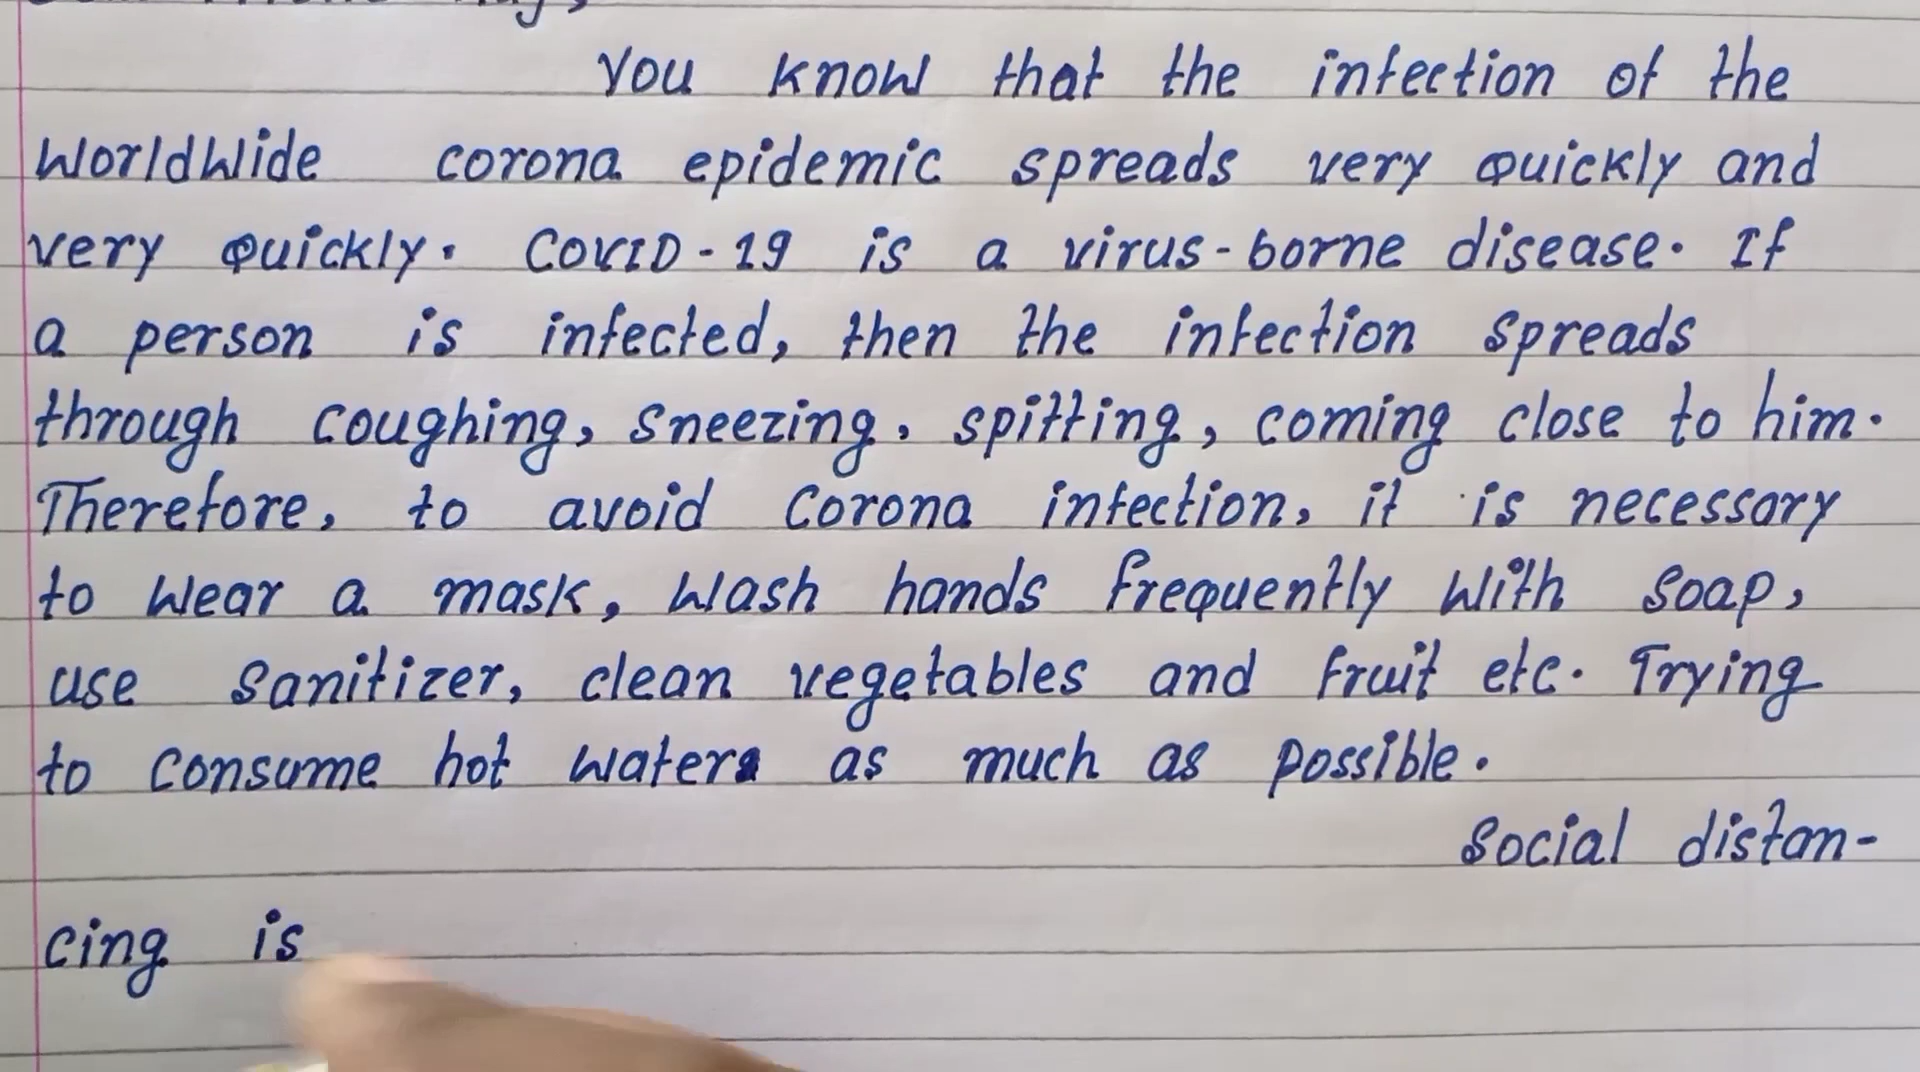 You know that the infection of the
worldwide corona epidemic spreads very quickly and
very quickly. COVID-19 is a virus-borne disease. If
a person is infected, then the infection spreads
through coughing, sneezing, spitting, coming close to him.
Therefore, to avoid corona infection, it is necessary
to wear a mask, wash hands frequently with soap,
use sanitizer, clean vegetables and fruit etc. Trying
to consume hot water as much as possible.
Social distan-
cing is